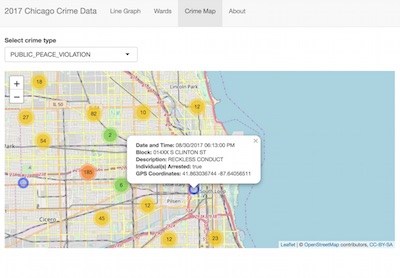 2017 Chicago Crime Data Line Graph Wards Crime Map About
Select crime type
PUBLIC_PEACE_VIOLATION
+
−
18
Lincoln Park
27
82
10
12
54
2
Date and Time: 08/30/2017 06:13:00 PM
Block: 014XX S CLINTON ST
Description: RECKLESS CONDUCT
Individual(s) Arrested: true
GPS Coordinates: 41.863036744 -87.64056511
×
185
6
Pilsen
Cicero
45
12
12
23
Leaflet | © OpenStreetMap contributors, CC-BY-SA